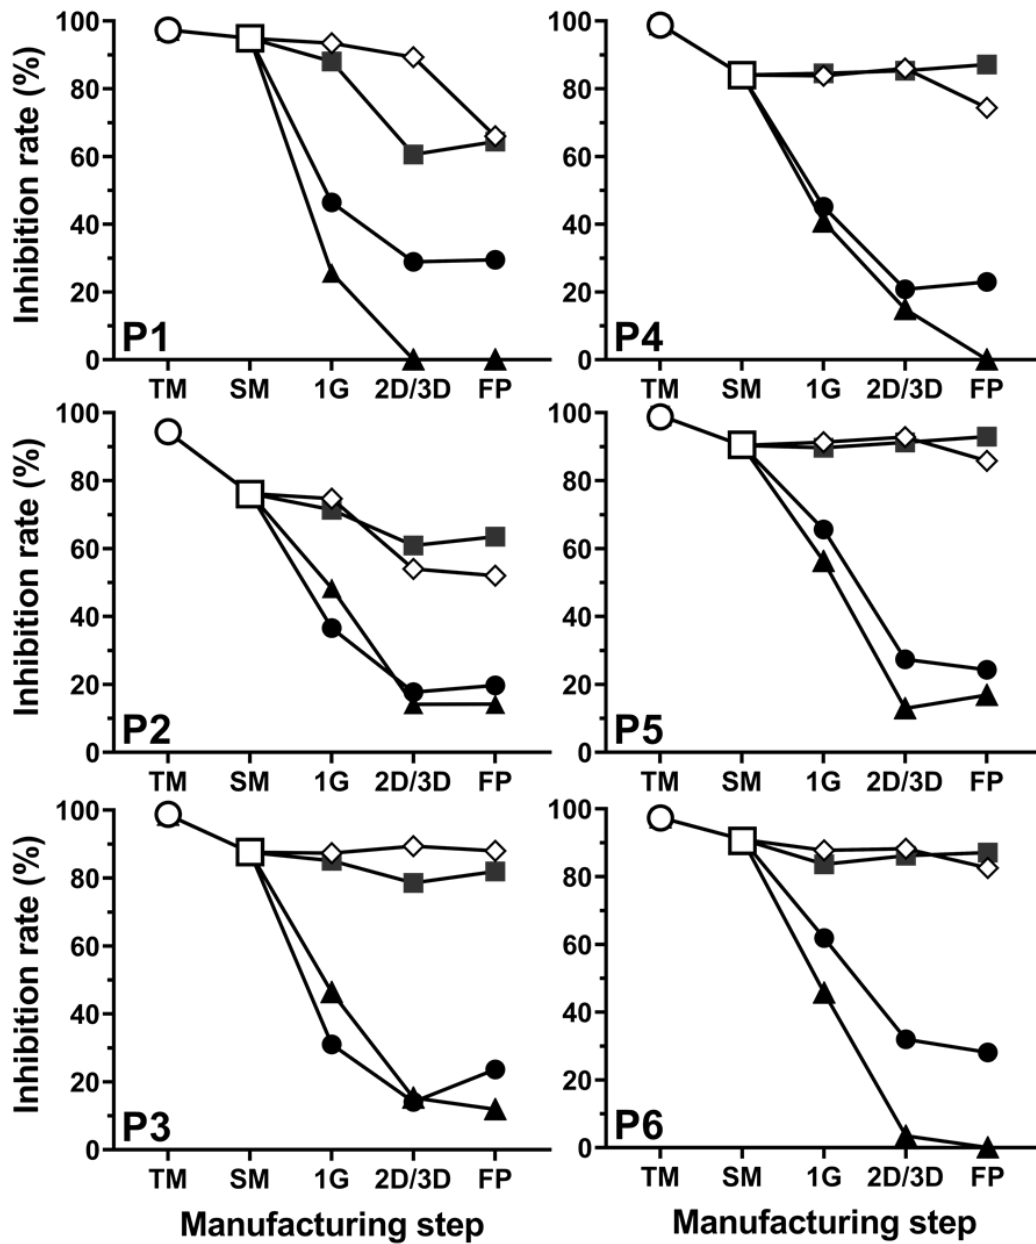 Inhibition rate (%)
100
80
60
40
20
0
P1
TM SM 1G 2D/3D FP
100
80
60
40
20
0
P4
TM SM 1G 2D/3D FP
Inhibition rate (%)
100
80
60
40
20
0
P2
TM SM 1G 2D/3D FP
100
80
60
40
20
0
P5
TM SM 1G 2D/3D FP
Inhibition rate (%)
100
80
60
40
20
0
P3
TM SM 1G 2D/3D FP
Manufacturing step
100
80
60
40
20
0
P6
TM SM 1G 2D/3D FP
Manufacturing step